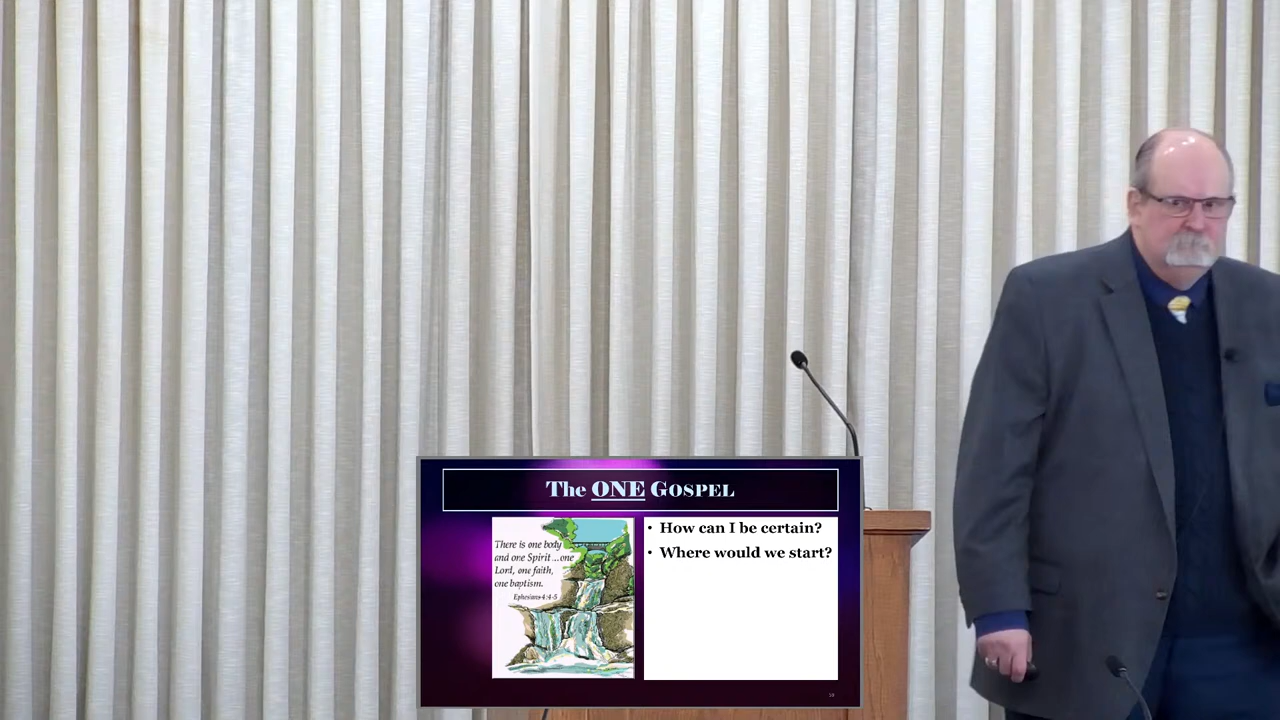 The ONE GOSPEL
There is one body
and one Spirit ...one
Lord, one faith,
one baptism.
Ephesians 4:4-5
• How can I be certain?
• Where would we start?